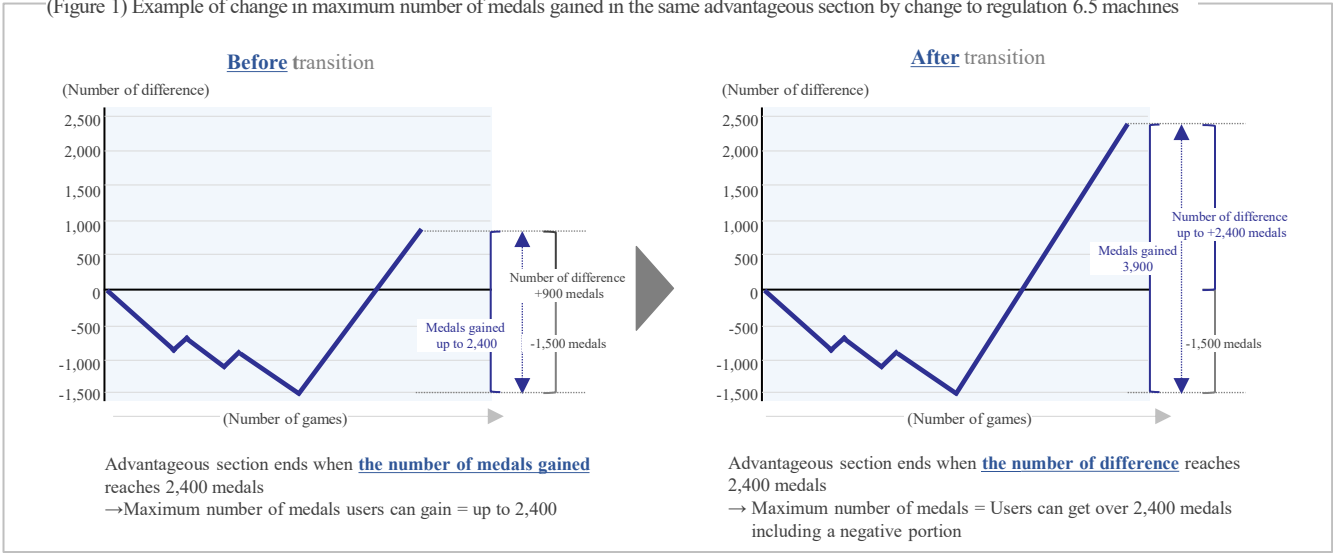 (Figure 1) Example of change in maximum number of medals gained in the same advantageous section by change to regulation 6.5 machines
Before transition
(Number of difference)
2,500
2,000
1,500
1,000
500
0
-500
-1,000
-1,500
Number of difference
+900 medals
Medals gained
up to 2,400
-1,500 medals
(Number of games)
Advantageous section ends when the number of medals gained
reaches 2,400 medals
→Maximum number of medals users can gain = up to 2,400
After transition
(Number of difference)
2,500
2,000
1,500
1,000
500
0
-500
-1,000
-1,500
Number of difference
up to +2,400 medals
Medals gained
3,900
-1,500 medals
(Number of games)
Advantageous section ends when the number of difference reaches
2,400 medals
→ Maximum number of medals = Users can get over 2,400 medals
including a negative portion